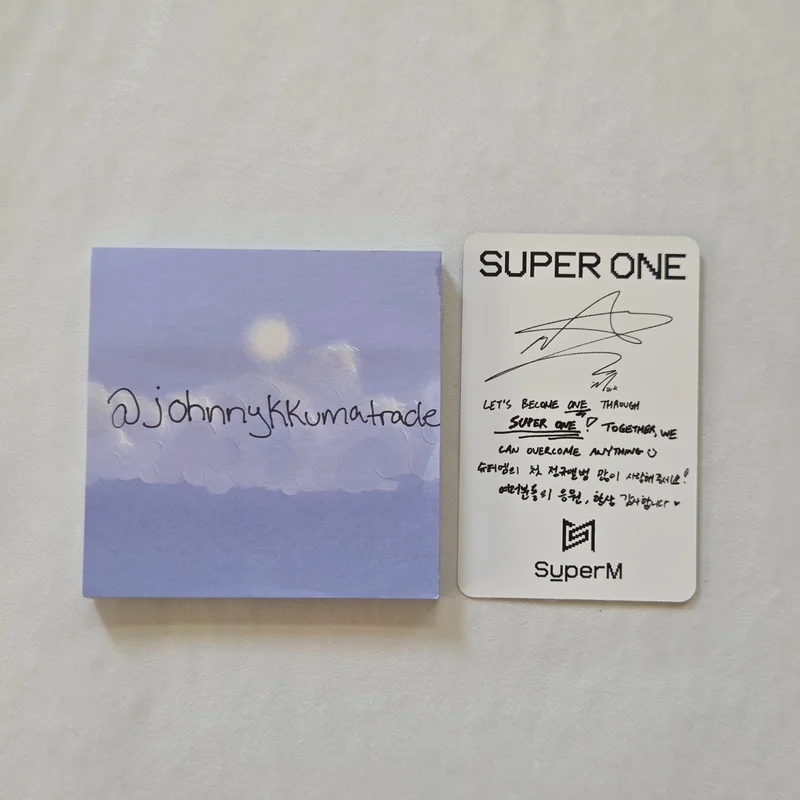 @johnnykkumatrade
SUPER ONE
LET'S BECOME ONE THROUGH
SUPER ONE! TOGETHER, WE
CAN OVERCOME ANYTHING
슈퍼엠의 첫 정규앨범 많이 사랑해주세요!
여러분들의 응원, 항상 감사합니다
SuperM